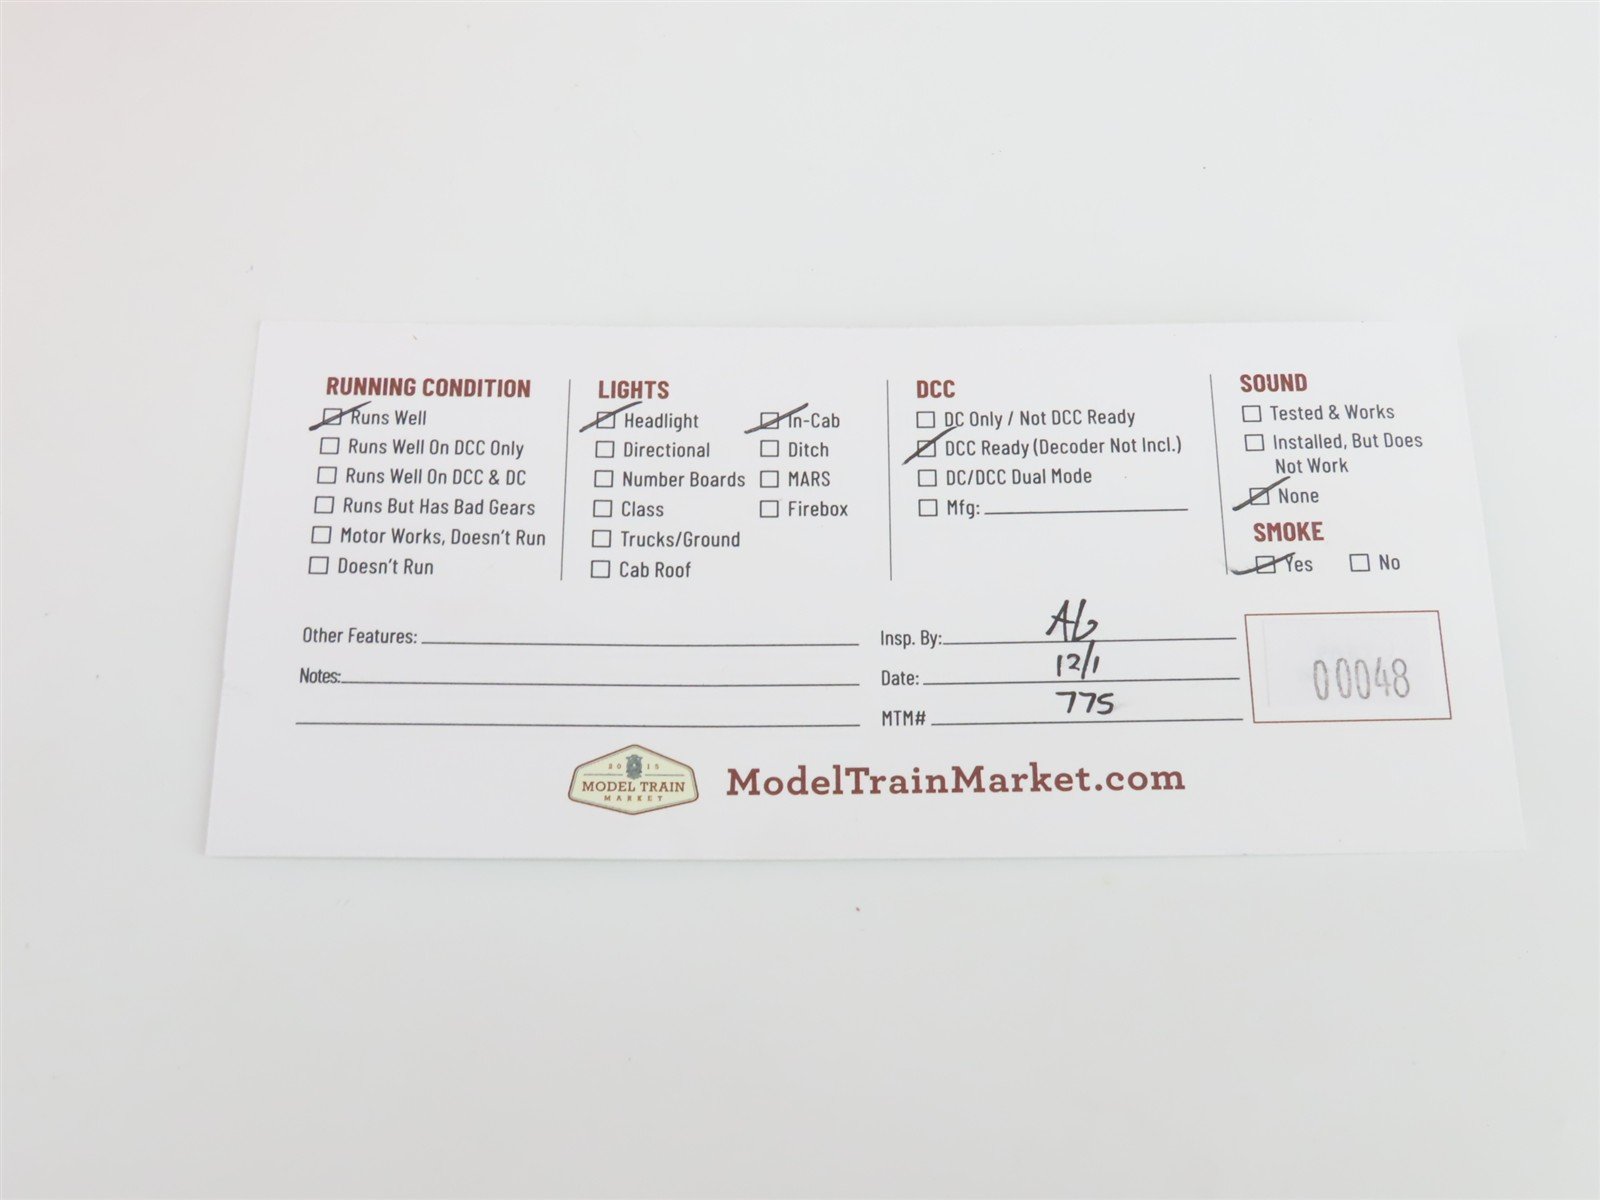 RUNNING CONDITION
Runs Well
Runs Well On DCC Only
Runs Well On DCC & DC
Runs But Has Bad Gears
Motor Works, Doesn't Run
Doesn't Run
LIGHTS
Headlight
Directional
Number Boards
Class
Trucks/Ground
Cab Roof
In-Cab
Ditch
MARS
Firebox
DCC
DC Only / Not DCC Ready
DCC Ready (Decoder Not Incl.)
DC/DCC Dual Mode
Mfg:
SOUND
Tested & Works
Installed, But Does
Not Work
None
SMOKE
Yes No
Other Features:
Notes:
Insp. By: AG
Date: 12/1
MTM# 775
00048
2015
MODEL TRAIN
MARKET
ModelTrainMarket.com